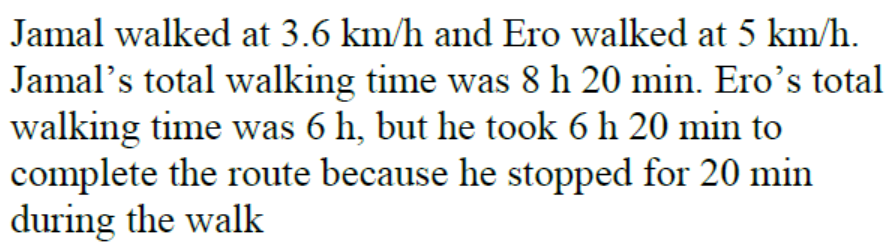 Jamal walked at 3.6 km/h and Ero walked at 5 km/h.
Jamal’s total walking time was 8 h 20 min. Ero’s total
walking time was 6 h, but he took 6 h 20 min to
complete the route because he stopped for 20 min
during the walk